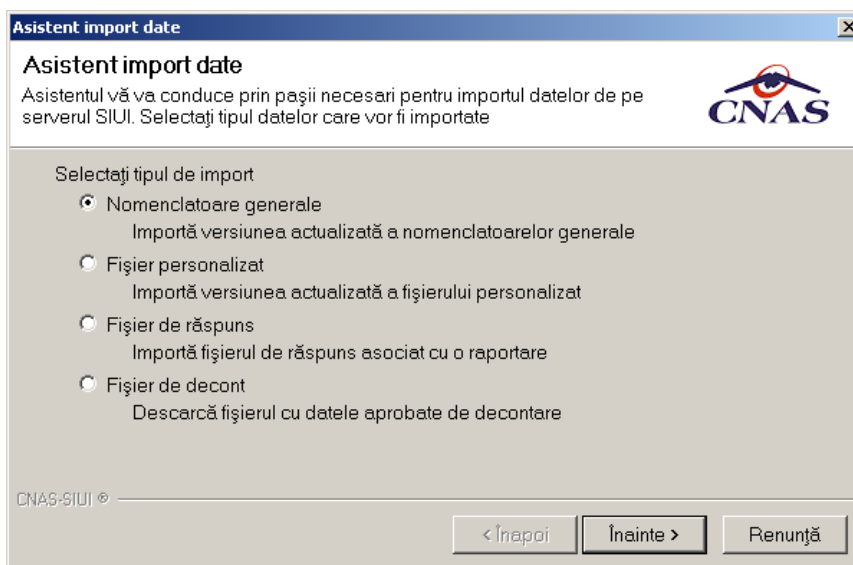 Asistent import date
Asistent import date
Asistentul vă va conduce prin paşii necesari pentru importul datelor de pe
serverul SIUI. Selectaţi tipul datelor care vor fi importate
CNAS
Selectaţi tipul de import
Nomenclatoare generale
Importă versiunea actualizată a nomenclatoarelor generale
Fişier personalizat
Importă versiunea actualizată a fişierului personalizat
Fişier de răspuns
Importă fişierul de răspuns asociat cu o raportare
Fişier de decont
Descarcă fişierul cu datele aprobate de decontare
CNAS-SIUI ®
< Înapoi
Înainte >
Renunţă